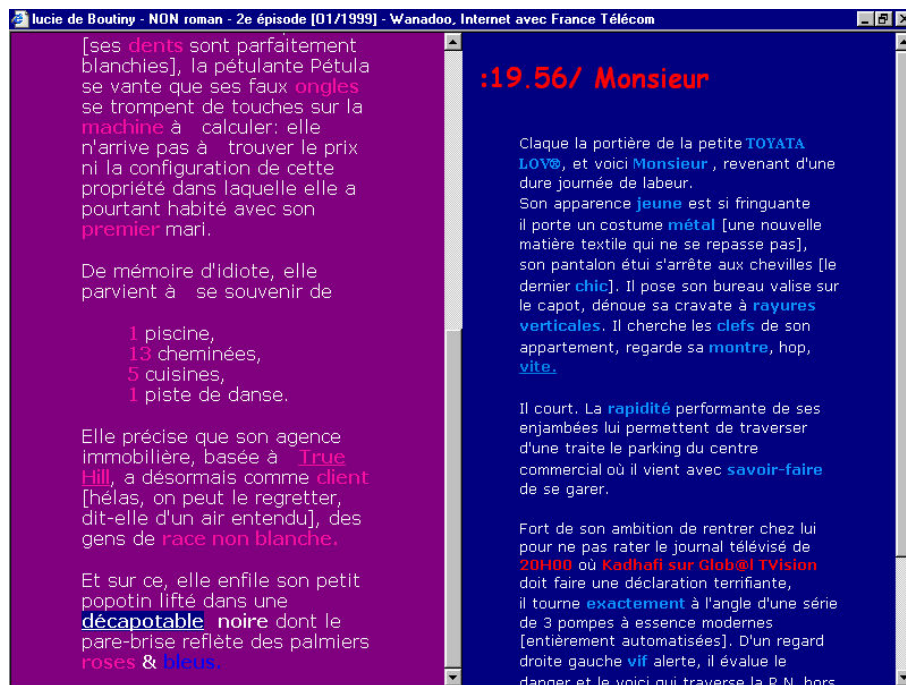 lucie de Boutiny - NON roman - 2e épisode [01/1999] - Wanadoo, Internet avec France Télécom
[ses dents sont parfaitement
blanchies], la pétulante Pétula
se vante que ses faux ongles
se trompent de touches sur la
machine à calculer: elle
n'arrive pas à trouver le prix
ni la configuration de cette
propriété dans laquelle elle a
pourtant habité avec son
premier mari.
De mémoire d'idiote, elle
parvient à se souvenir de
1 piscine,
13 cheminées,
5 cuisines,
1 piste de danse.
Elle précise que son agence
immobilière, basée à True
Hill, a désormais comme client
[hélas, on peut le regretter,
dit-elle d'un air entendu], des
gens de race non blanche.
Et sur ce, elle enfile son petit
popotin lifté dans une
décapotable noire dont le
pare-brise reflète des palmiers
roses & bleus.
:19.56/ Monsieur
Claque la portière de la petite TOYATA
LOV®, et voici Monsieur , revenant d'une
dure journée de labeur.
Son apparence jeune est si fringuante
il porte un costume métal [une nouvelle
matière textile qui ne se repasse pas],
son pantalon étui s'arrête aux chevilles [le
dernier chic]. Il pose son bureau valise sur
le capot, dénoue sa cravate à rayures
verticales. Il cherche les clefs de son
appartement, regarde sa montre, hop,
vite.
Il court. La rapidité performante de ses
enjambées lui permettent de traverser
d'une traite le parking du centre
commercial où il vient avec savoir-faire
de se garer.
Fort de son ambition de rentrer chez lui
pour ne pas rater le journal télévisé de
20H00 où Kadhafi sur Glob@l TVision
doit faire une déclaration terrifiante,
il tourne exactement à l'angle d'une série
de 3 pompes à essence modernes
[entièrement automatisées]. D'un regard
droite gauche vif alerte, il évalue le
danger et le voici qui traverse la R.N. hors